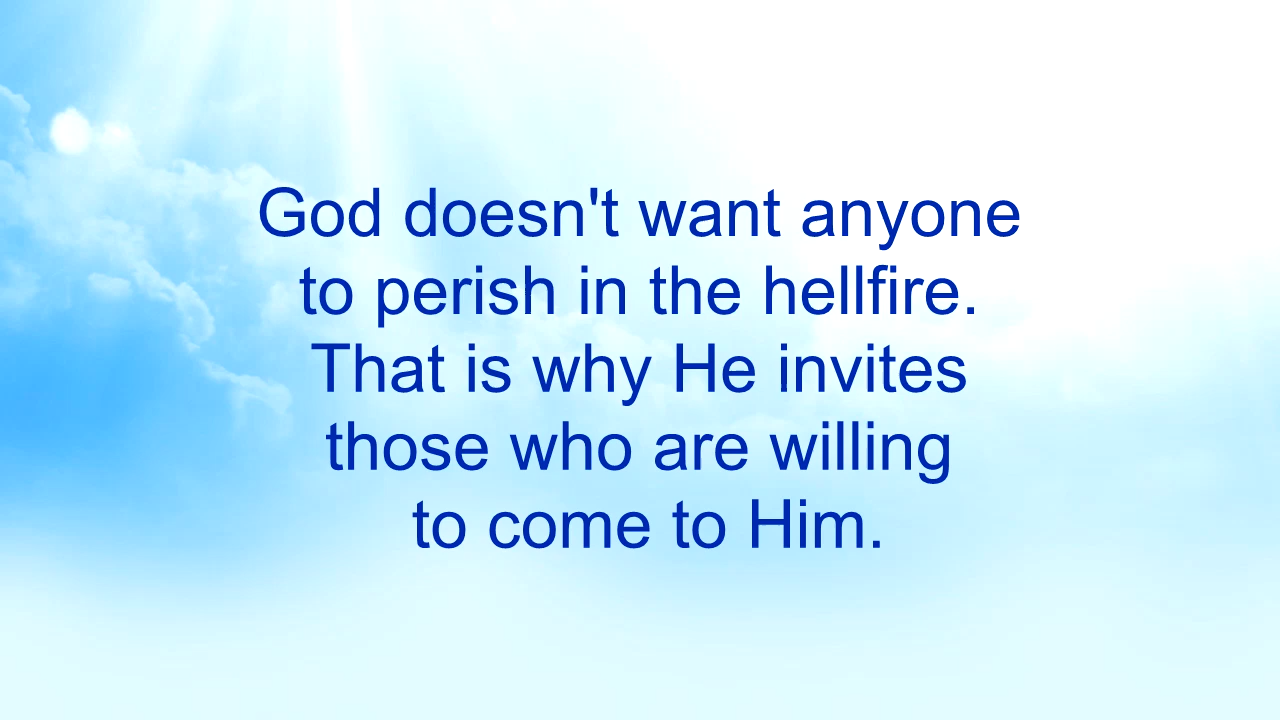 God doesn't want anyone
to perish in the hellfire.
That is why He invites
those who are willing
to come to Him.